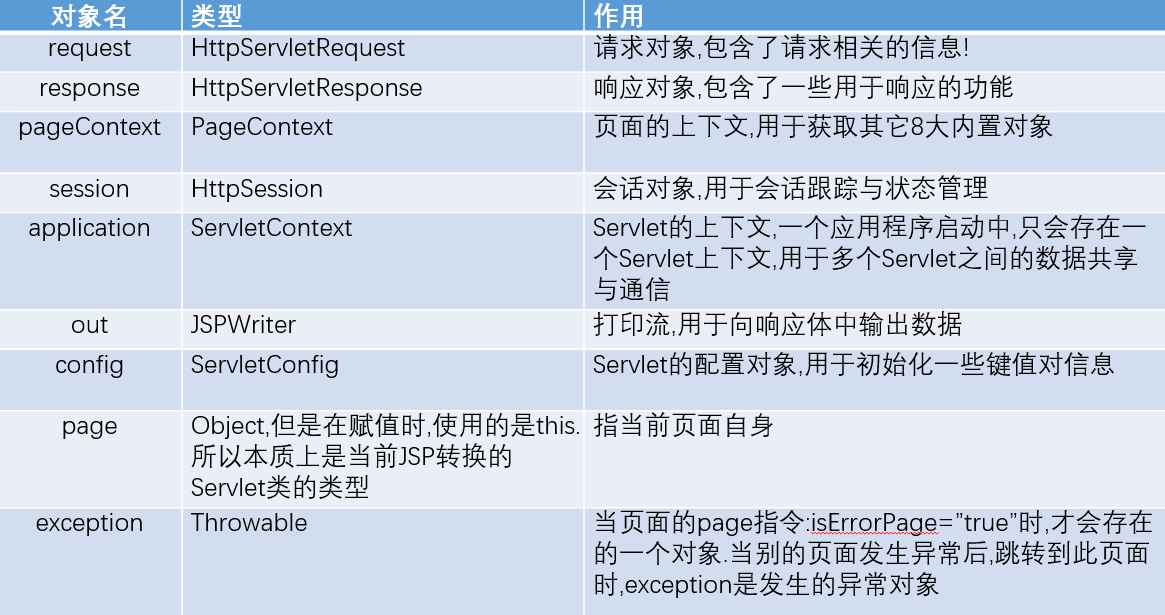 对象名 类型 作用
request HttpServletRequest 请求对象,包含了请求相关的信息!
response HttpServletResponse 响应对象,包含了一些用于响应的功能
pageContext PageContext 页面的上下文,用于获取其它8大内置对象
session HttpSession 会话对象,用于会话跟踪与状态管理
application ServletContext Servlet的上下文,一个应用程序启动中,只会存在一
个Servlet上下文,用于多个Servlet之间的数据共享
与通信
out JSPWriter 打印流,用于向响应体中输出数据
config ServletConfig Servlet的配置对象,用于初始化一些键值对信息
page Object,但是在赋值时,使用的是this. 指当前页面自身
所以本质上是当前JSP转换的
Servlet类的类型
exception Throwable 当页面的page指令:isErrorPage=”true”时,才会存在
的一个对象.当别的页面发生异常后,跳转到此页面
时,exception是发生的异常对象